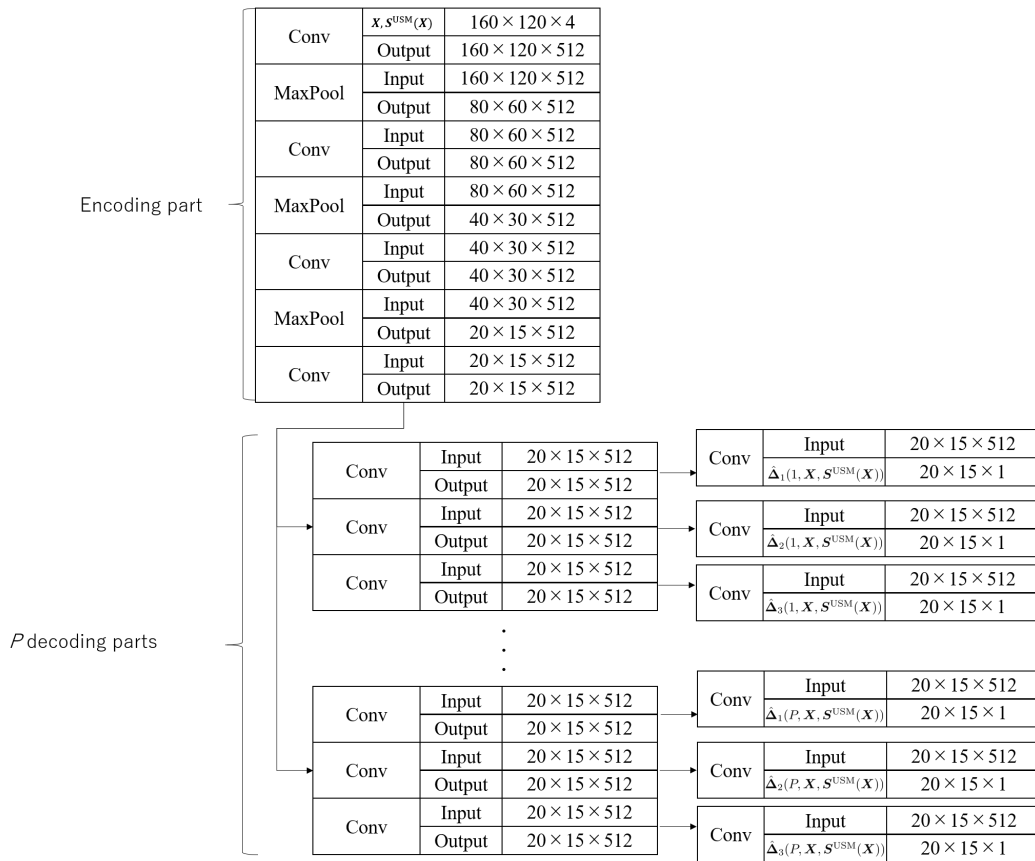 Conv X, S^USM(X) 160×120×4
Output 160×120×512
MaxPool Input 160×120×512
Output 80×60×512
Conv Input 80×60×512
Output 80×60×512
MaxPool Input 80×60×512
Output 40×30×512
Conv Input 40×30×512
Output 40×30×512
MaxPool Input 40×30×512
Output 20×15×512
Conv Input 20×15×512
Output 20×15×512
Encoding part
P decoding parts
Conv Input 20×15×512
Output 20×15×512
Conv Input 20×15×512
Output 20×15×512
Conv Input 20×15×512
Output 20×15×512
Conv Input 20×15×512
Δ̂₁(1, X, S^USM(X)) 20×15×1
Conv Input 20×15×512
Δ̂₂(1, X, S^USM(X)) 20×15×1
Conv Input 20×15×512
Δ̂₃(1, X, S^USM(X)) 20×15×1
Conv Input 20×15×512
Output 20×15×512
Conv Input 20×15×512
Output 20×15×512
Conv Input 20×15×512
Output 20×15×512
Conv Input 20×15×512
Δ̂₁(P, X, S^USM(X)) 20×15×1
Conv Input 20×15×512
Δ̂₂(P, X, S^USM(X)) 20×15×1
Conv Input 20×15×512
Δ̂₃(P, X, S^USM(X)) 20×15×1